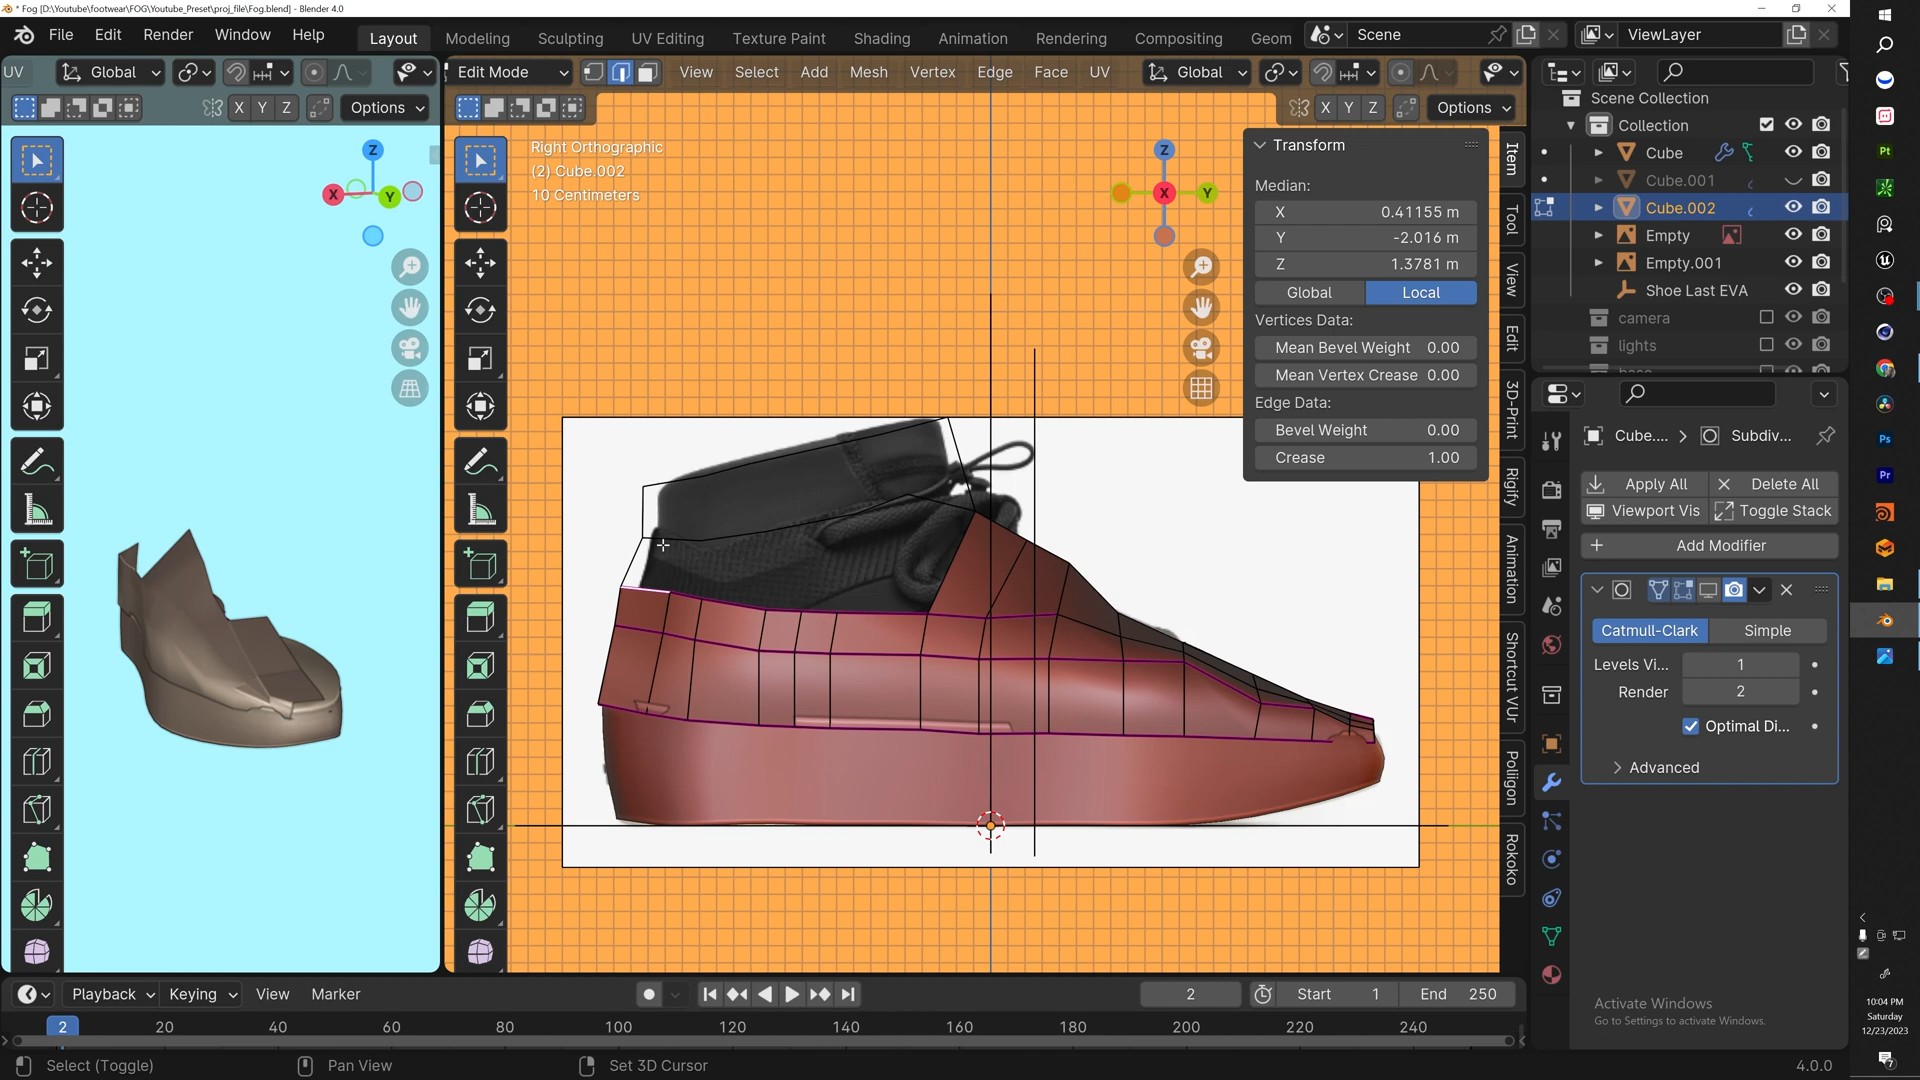 * Fog [D:\Youtube\footwear\FOG\Youtube_Preset\proj_file\Fog.blend] - Blender 4.0
File Edit Render Window Help
Layout Modeling Sculpting UV Editing Texture Paint Shading Animation Rendering Compositing Geom
Scene
ViewLayer
UV Global
Edit Mode View Select Add Mesh Vertex Edge Face UV Global
X Y Z Options
X Y Z Options
Right Orthographic
(2) Cube.002
10 Centimeters
Z
X
Y
Z
X
Y
Transform
Median:
X 0.41155 m
Y -2.016 m
Z 1.3781 m
Global Local
Vertices Data:
Mean Bevel Weight 0.00
Mean Vertex Crease 0.00
Edge Data:
Bevel Weight 0.00
Crease 1.00
Item
Tool
View
Edit
3D-Print
Rigify
Animation
Shortcut VUr
Poliigon
Rokoko
Scene Collection
Collection
Cube
Cube.001
Cube.002
Empty
Empty.001
Shoe Last EVA
camera
lights
Cube.... Subdiv...
Apply All Delete All
Viewport Vis Toggle Stack
Add Modifier
Catmull-Clark Simple
Levels Vi... 1
Render 2
Optimal Di...
Advanced
Activate Windows
Go to Settings to activate Windows.
Playback Keying View Marker
2
Start 1 End 250
2 20 40 60 80 100 120 140 160 180 200 220 240
Select (Toggle) Pan View Set 3D Cursor 4.0.0
Pt
Ps
Pr
10:04 PM
Saturday
12/23/2023
7